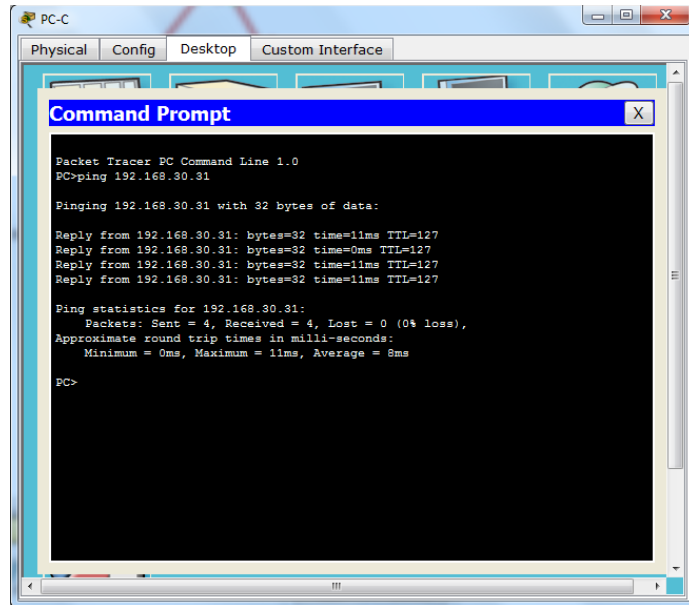 PC-C
Physical Config Desktop Custom Interface
Command Prompt X
Packet Tracer PC Command Line 1.0
PC>ping 192.168.30.31
Pinging 192.168.30.31 with 32 bytes of data:
Reply from 192.168.30.31: bytes=32 time=11ms TTL=127
Reply from 192.168.30.31: bytes=32 time=0ms TTL=127
Reply from 192.168.30.31: bytes=32 time=11ms TTL=127
Reply from 192.168.30.31: bytes=32 time=11ms TTL=127
Ping statistics for 192.168.30.31:
Packets: Sent = 4, Received = 4, Lost = 0 (0% loss),
Approximate round trip times in milli-seconds:
Minimum = 0ms, Maximum = 11ms, Average = 8ms
PC>